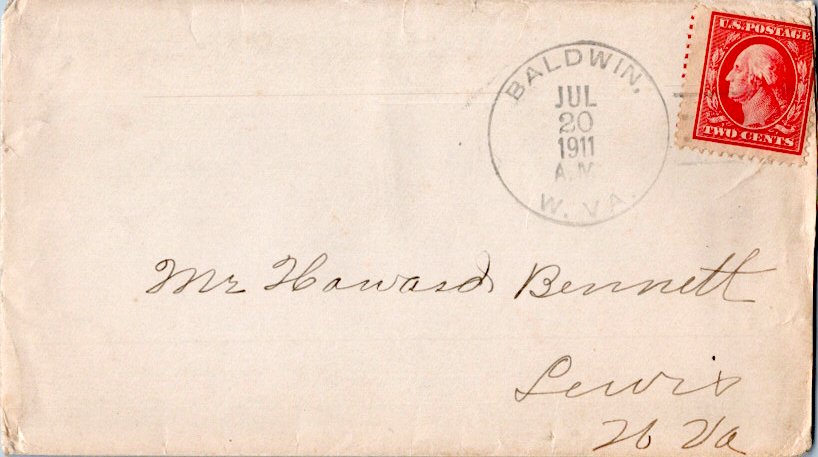 U.S. POSTAGE
TWO CENTS
BALDWIN,
JUL
20
1911
A.M.
W. VA.
Mr Howard Bennett
Lewis
W Va